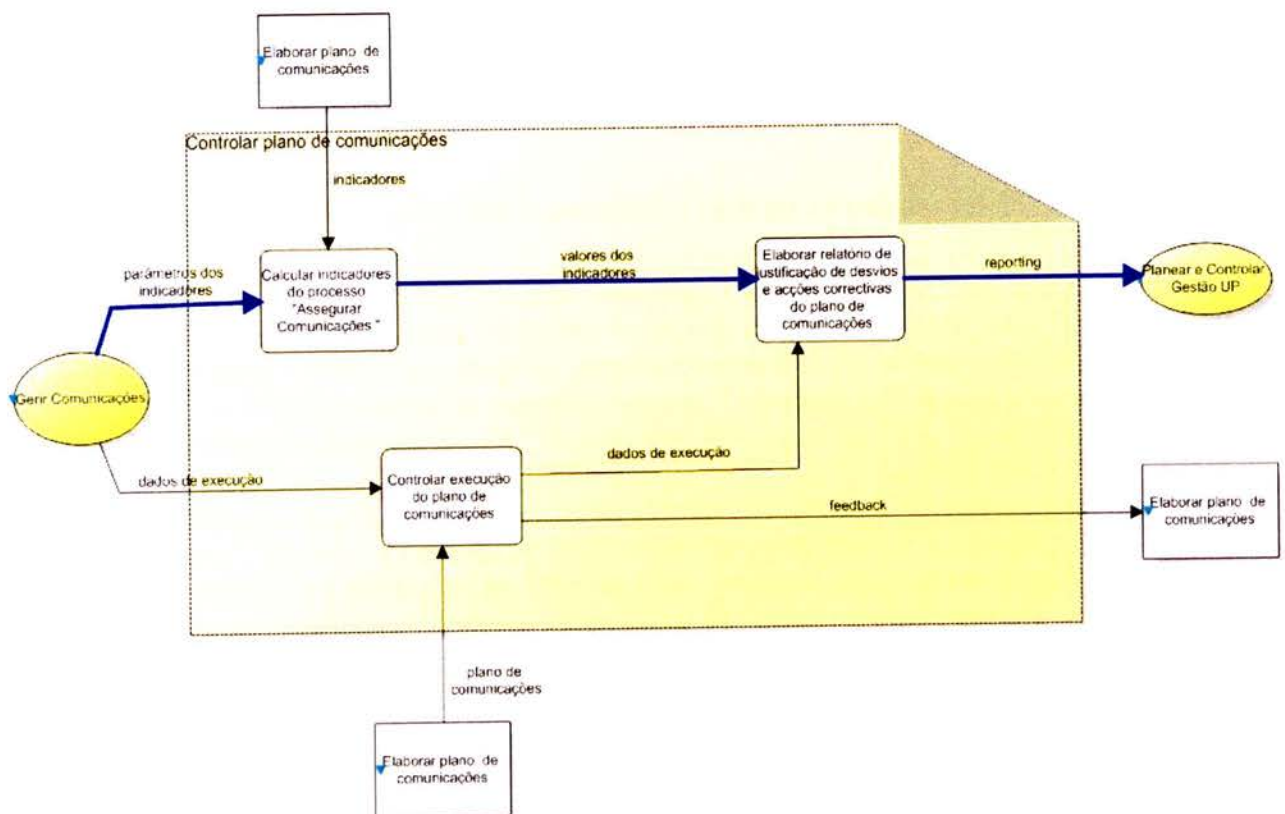 Elaborar plano de
comunicações
Controlar plano de comunicações
indicadores
parâmetros dos
indicadores
Calcular indicadores
do processo
"Assegurar
Comunicações "
valores dos
indicadores
Elaborar relatório de
justificação de desvios
e acções correctivas
do plano de
comunicações
reporting
Planear e Controlar
Gestão UP
Gerir Comunicações
dados de execução
Controlar execução
do plano de
comunicações
dados de execução
feedback
Elaborar plano de
comunicações
plano de
comunicações
Elaborar plano de
comunicações